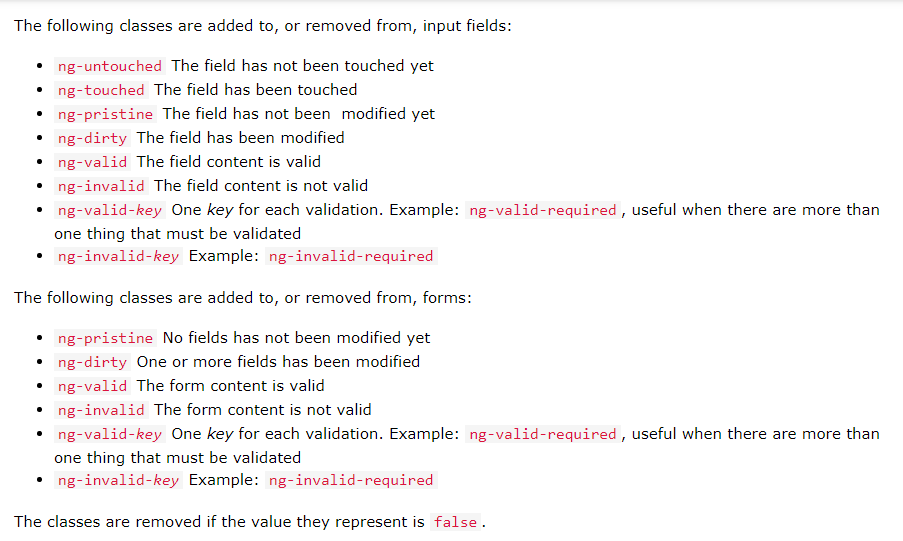 The following classes are added to, or removed from, input fields:
ng-untouched The field has not been touched yet
ng-touched The field has been touched
ng-pristine The field has not been modified yet
ng-dirty The field has been modified
ng-valid The field content is valid
ng-invalid The field content is not valid
ng-valid-key One key for each validation. Example: ng-valid-required, useful when there are more than
one thing that must be validated
ng-invalid-key Example: ng-invalid-required
The following classes are added to, or removed from, forms:
ng-pristine No fields has not been modified yet
ng-dirty One or more fields has been modified
ng-valid The form content is valid
ng-invalid The form content is not valid
ng-valid-key One key for each validation. Example: ng-valid-required, useful when there are more than
one thing that must be validated
ng-invalid-key Example: ng-invalid-required
The classes are removed if the value they represent is false.